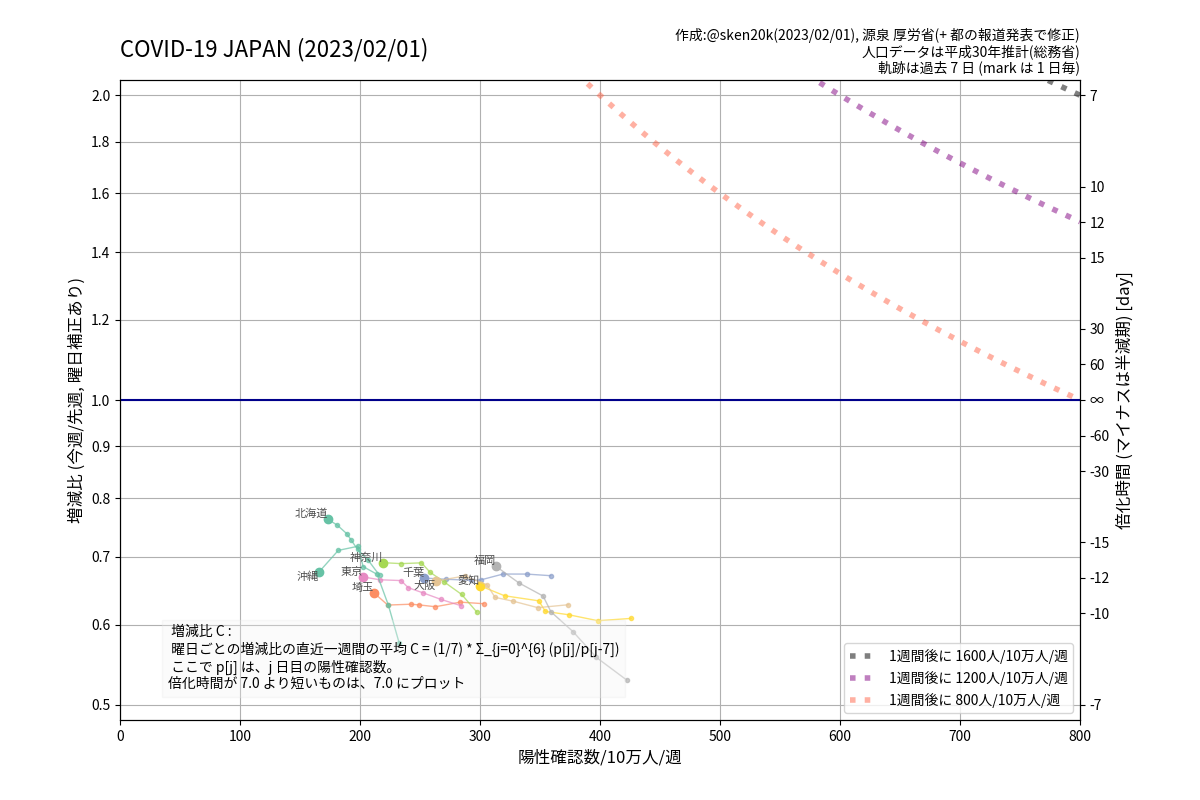 COVID-19 JAPAN (2023/02/01)
作成:@sken20k(2023/02/01), 源泉 厚労省(+ 都の報道発表で修正)
人口データは平成30年推計(総務省)
軌跡は過去 7 日 (mark は 1 日毎)
増減比 (今週/先週, 曜日補正あり)
2.0
1.8
1.6
1.4
1.2
1.0
0.9
0.8
0.7
0.6
0.5
7
10
12
15
30
60
∞
-60
-30
-15
-12
-10
-7
倍化時間 (マイナスは半減期) [day]
北海道
神奈川
福岡
沖縄
東京
千葉
愛知
埼玉
大阪
増減比 C :
曜日ごとの増減比の直近一週間の平均 C = (1/7) * Σ_{j=0}^{6} (p[j]/p[j-7])
ここで p[j] は、j 日目の陽性確認数。
倍化時間が 7.0 より短いものは、7.0 にプロット
1週間後に 1600人/10万人/週
1週間後に 1200人/10万人/週
1週間後に 800人/10万人/週
0 100 200 300 400 500 600 700 800
陽性確認数/10万人/週